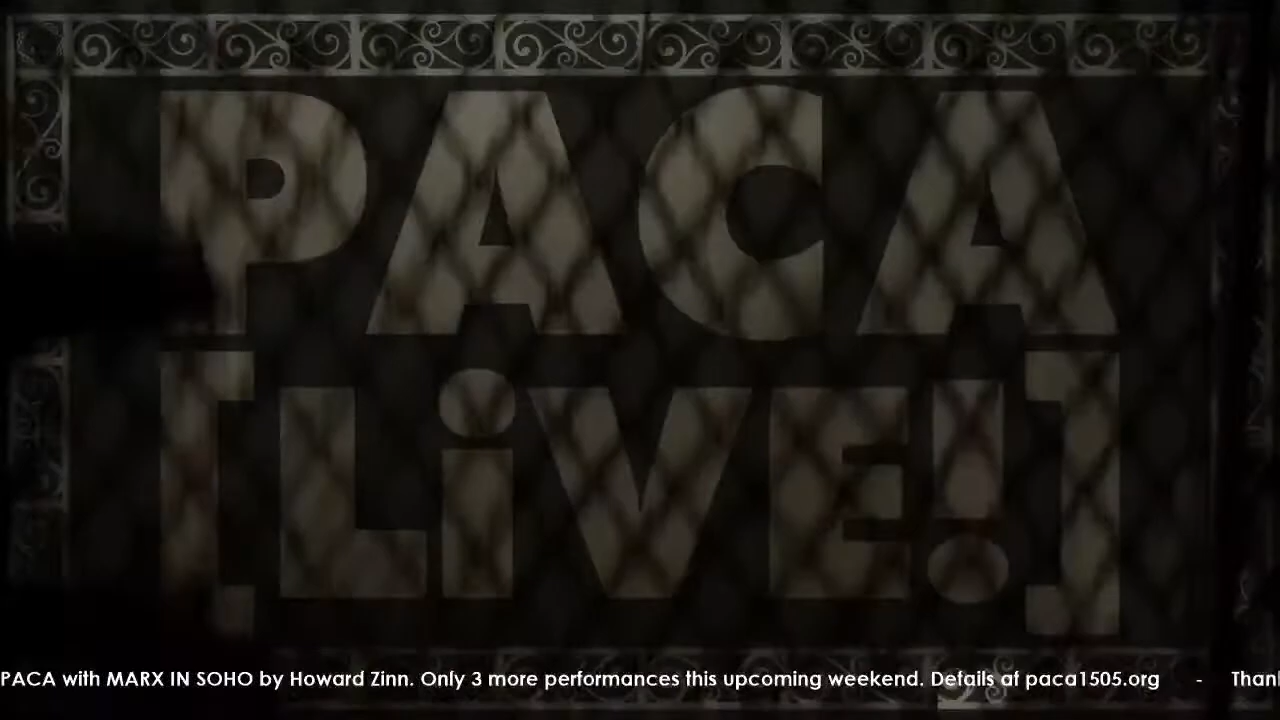 PACA
[LiVE!]
PACA with MARX IN SOHO by Howard Zinn. Only 3 more performances this upcoming weekend. Details at paca1505.org -